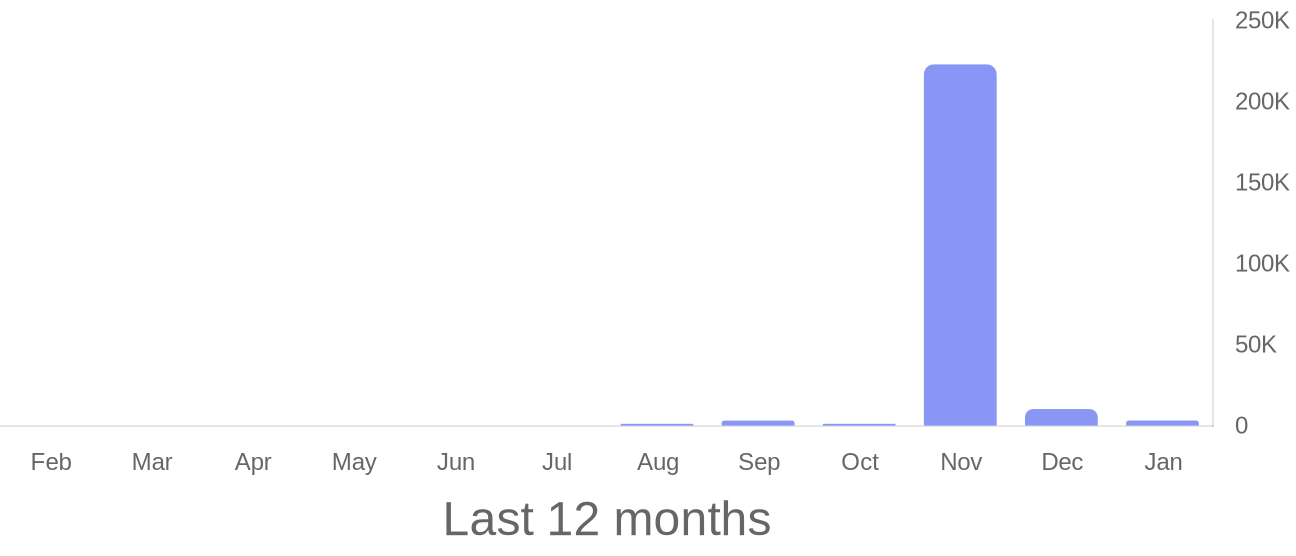 250K
200K
150K
100K
50K
0
Feb Mar Apr May Jun Jul Aug Sep Oct Nov Dec Jan
Last 12 months